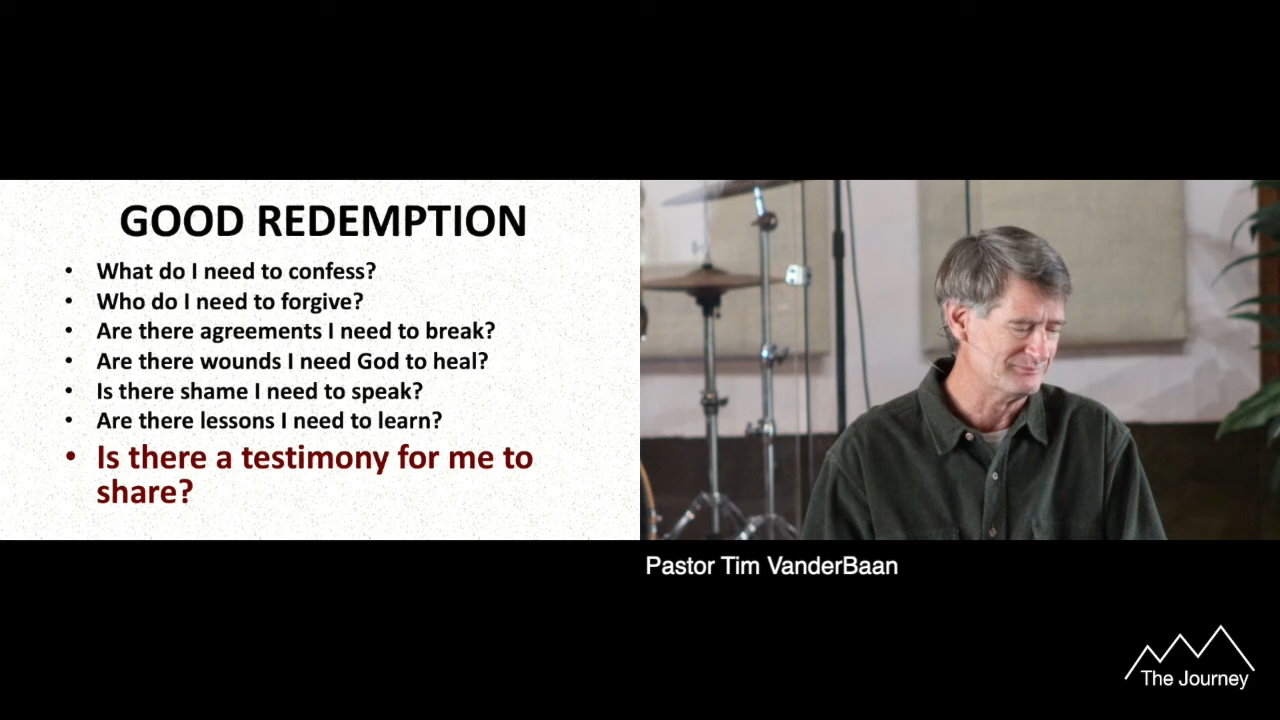 GOOD REDEMPTION
• What do I need to confess?
• Who do I need to forgive?
• Are there agreements I need to break?
• Are there wounds I need God to heal?
• Is there shame I need to speak?
• Are there lessons I need to learn?
• Is there a testimony for me to
share?
Pastor Tim VanderBaan
The Journey